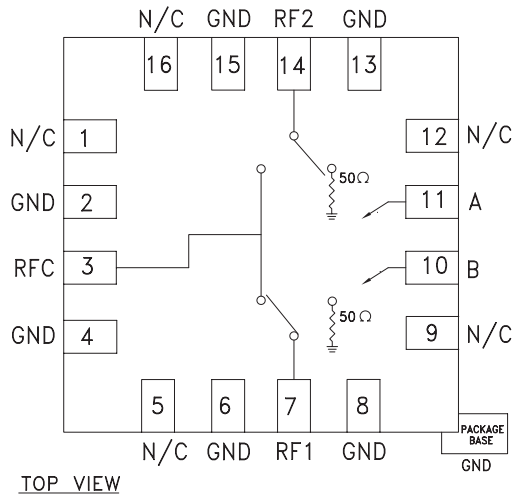 N/C GND RF2 GND
16 15 14 13
N/C 1 12 N/C
50Ω
GND 2 11 A
RFC 3 10 B
50Ω
GND 4 9 N/C
5 6 7 8
N/C GND RF1 GND
PACKAGE
BASE
GND
TOP VIEW